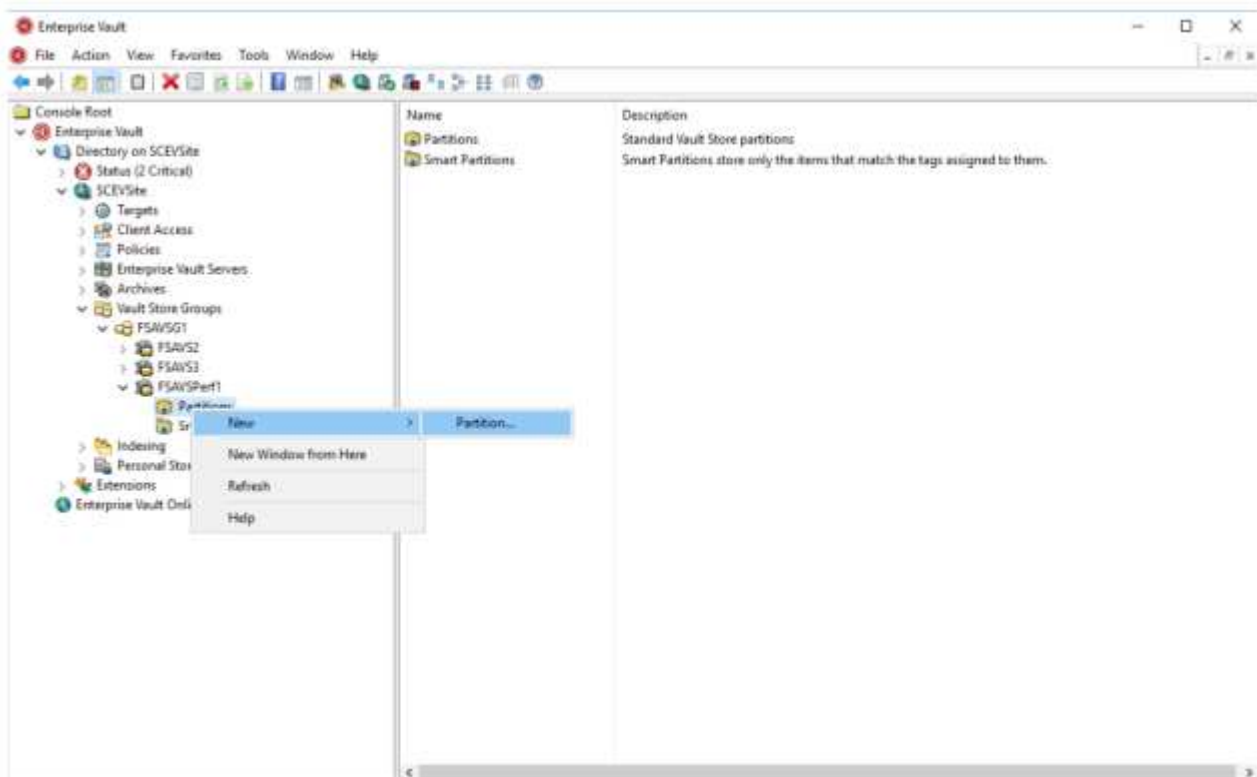 Enterprise Vault
File Action View Favorites Tools Window Help
Console Root
Enterprise Vault
Directory on SCEVSite
Status (2 Critical)
SCEVSite
Targets
Client Access
Policies
Enterprise Vault Servers
Archives
Vault Store Groups
FSAVSG1
FSAVS2
FSAVS3
FSAVSPerf1
Partitions
Indexing
Extensions
New
New Window from Here
Refresh
Help
Partition...
Name Description
Partitions Standard Vault Store partitions
Smart Partitions Smart Partitions store only the items that match the tags assigned to them.